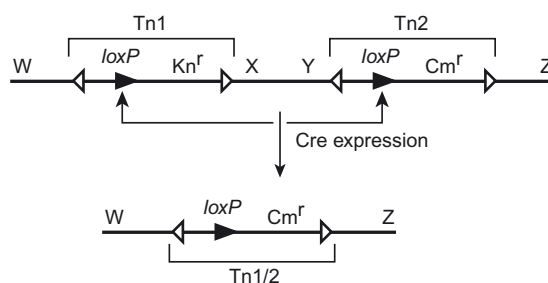 Tn1 Tn2
W loxP Knʳ X Y loxP Cmʳ Z
Cre expression
W loxP Cmʳ Z
Tn1/2